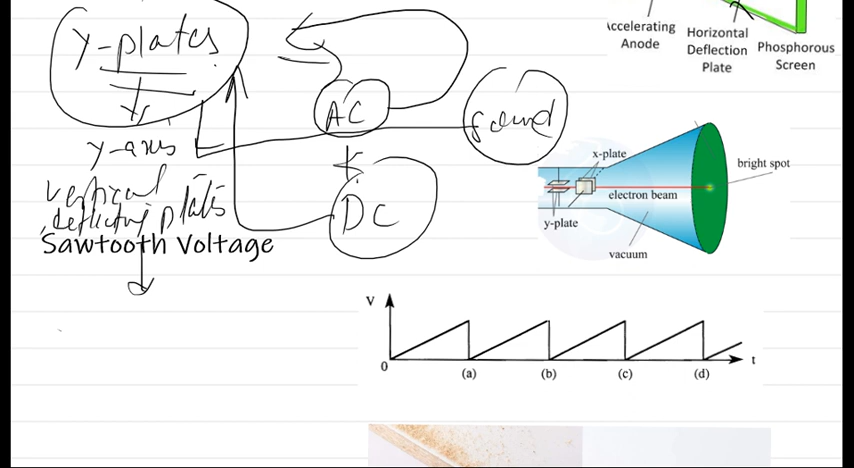 Accelerating
Anode
Horizontal
Deflection
Plate
Phosphorous
Screen
Y-plates
AC
sound
Y-axis
vertical
deflecting plates
DC
Sawtooth Voltage
x-plate
bright spot
electron beam
y-plate
vacuum
V
0
(a)
(b)
(c)
(d)
t